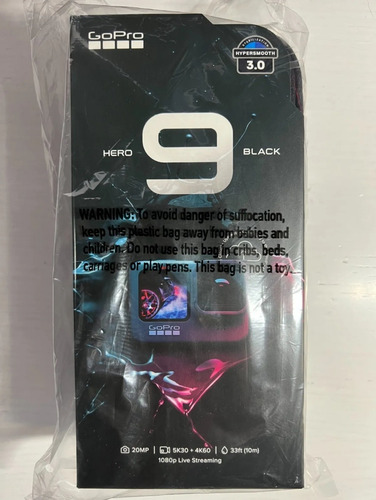 GoPro
HYPERSMOOTH
3.0
HERO 9 BLACK
WARNING: To avoid danger of suffocation,
keep this plastic bag away from babies and
children. Do not use this bag in cribs, beds,
carriages or play pens. This bag is not a toy.
GoPro
20MP 5K30 + 4K60 33ft (10m)
1080p Live Streaming